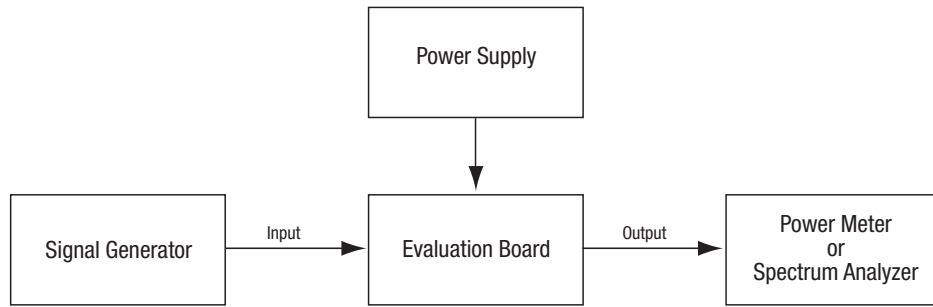 Power Supply
Signal Generator
Input
Evaluation Board
Output
Power Meter
or
Spectrum Analyzer